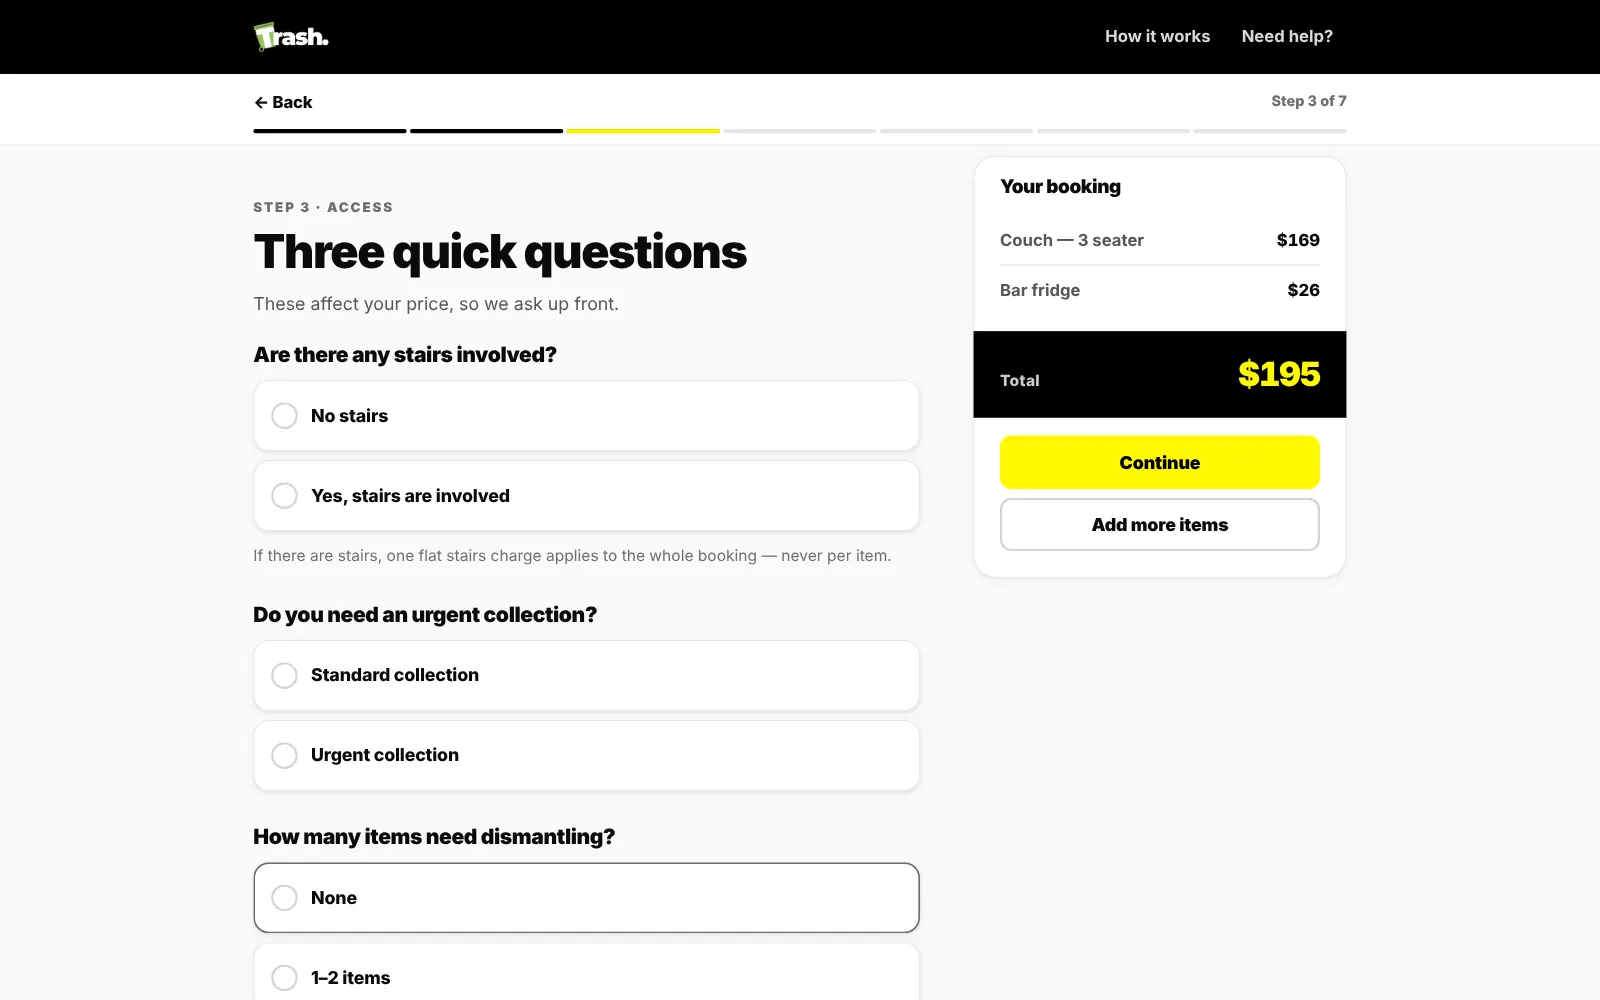 Trash.
How it works
Need help?
← Back
Step 3 of 7
STEP 3 · ACCESS
Three quick questions
These affect your price, so we ask up front.
Are there any stairs involved?
No stairs
Yes, stairs are involved
If there are stairs, one flat stairs charge applies to the whole booking — never per item.
Do you need an urgent collection?
Standard collection
Urgent collection
How many items need dismantling?
None
1–2 items
Your booking
Couch — 3 seater $169
Bar fridge $26
Total $195
Continue
Add more items